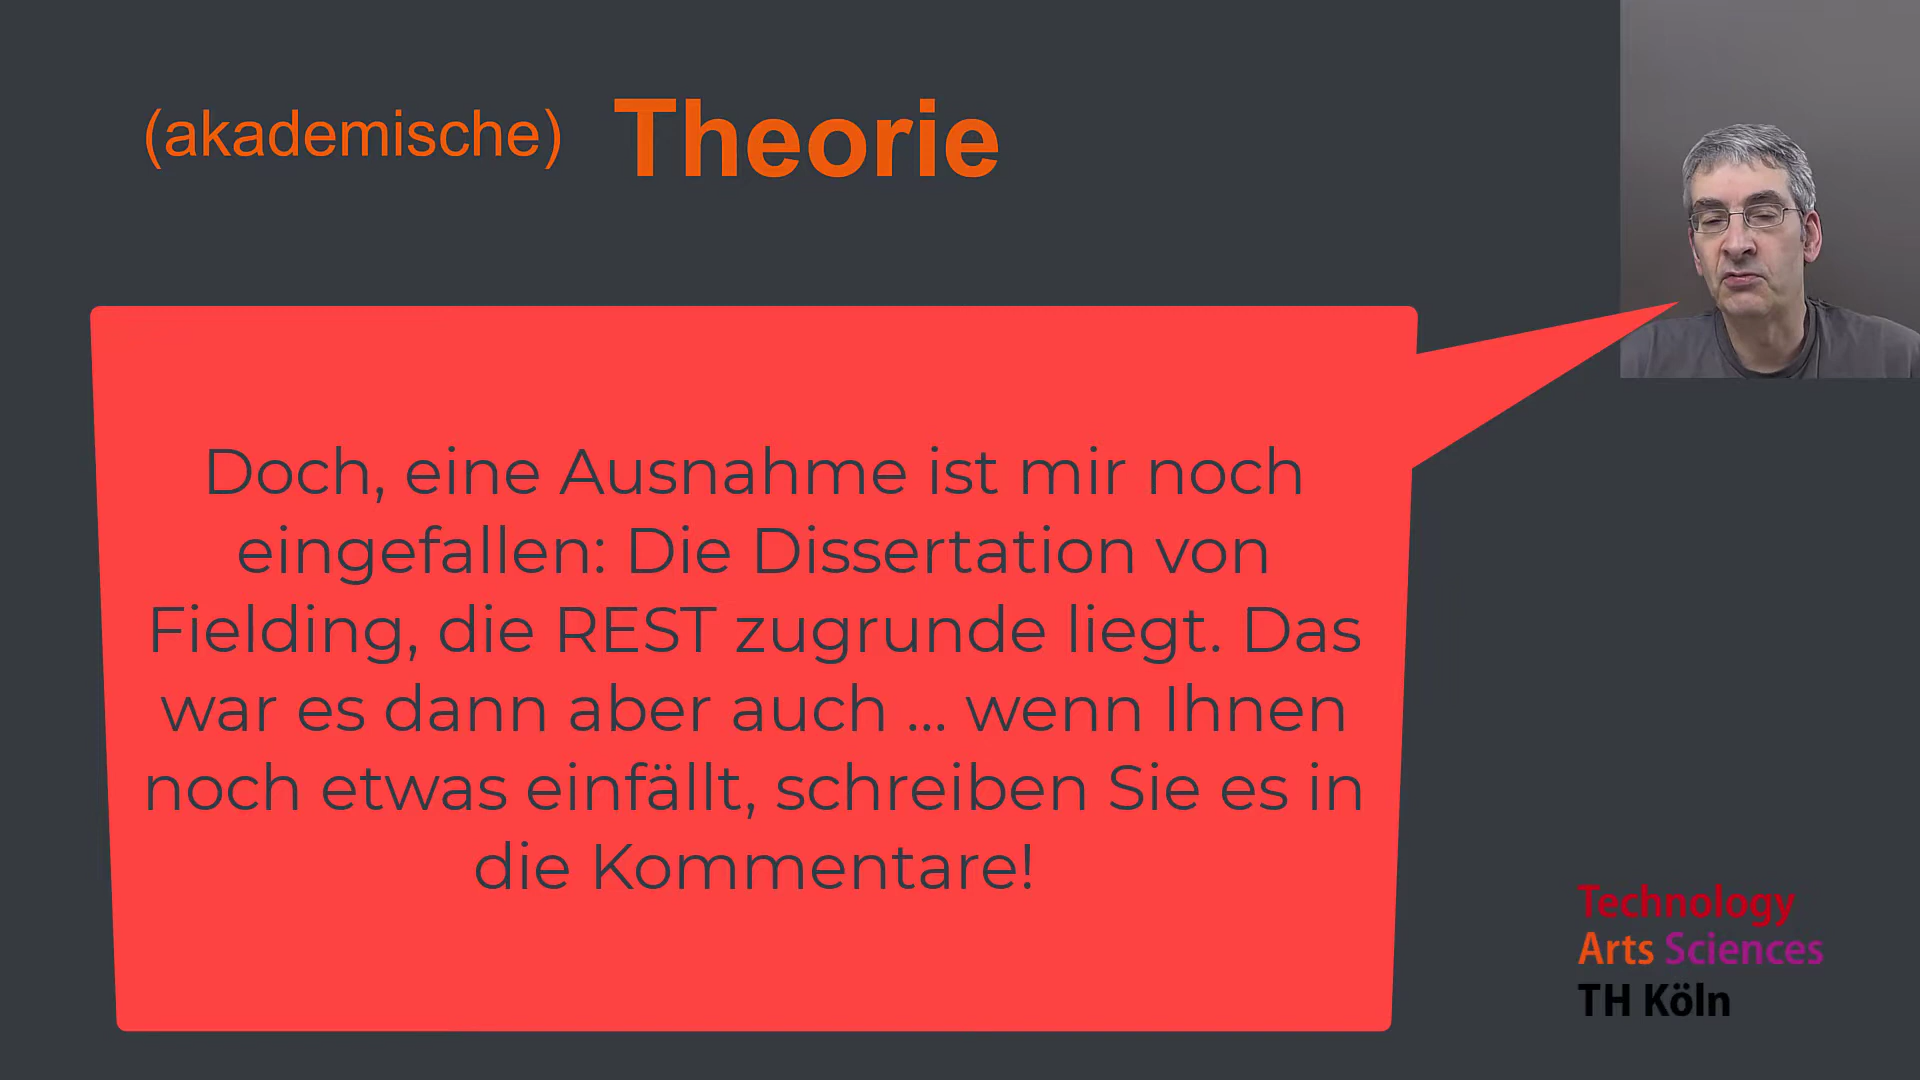 (akademische) Theorie
Doch, eine Ausnahme ist mir noch
eingefallen: Die Dissertation von
Fielding, die REST zugrunde liegt. Das
war es dann aber auch ... wenn Ihnen
noch etwas einfällt, schreiben Sie es in
die Kommentare!
Technology
Arts Sciences
TH Köln